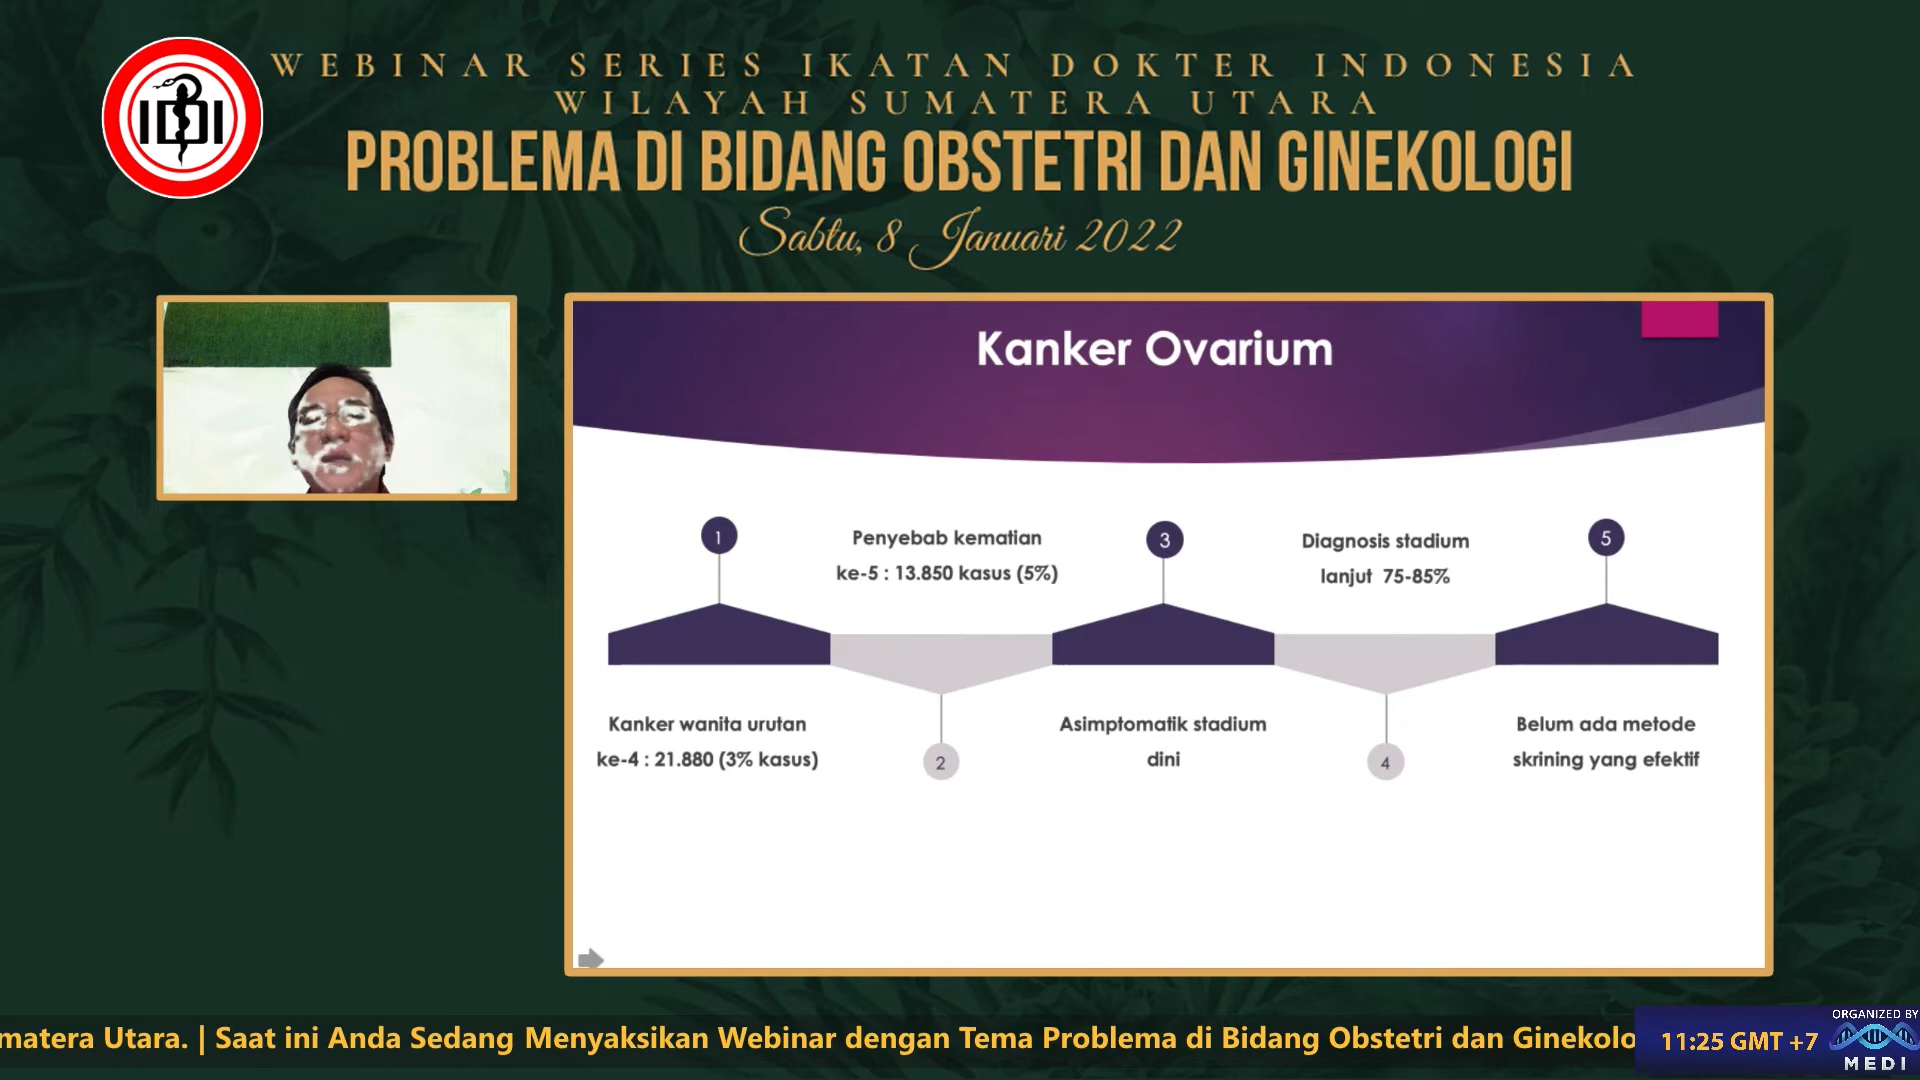 WEBINAR SERIES IKATAN DOKTER INDONESIA
WILAYAH SUMATERA UTARA
PROBLEMA DI BIDANG OBSTETRI DAN GINEKOLOGI
Sabtu, 8 Januari 2022
IDI
Kanker Ovarium
1
Kanker wanita urutan
ke-4 : 21.880 (3% kasus)
Penyebab kematian
ke-5 : 13.850 kasus (5%)
2
3
Asimptomatik stadium
dini
Diagnosis stadium
lanjut 75-85%
4
5
Belum ada metode
skrining yang efektif
matera Utara. | Saat ini Anda Sedang Menyaksikan Webinar dengan Tema Problema di Bidang Obstetri dan Ginekolo
11:25 GMT +7
ORGANIZED BY
MEDI